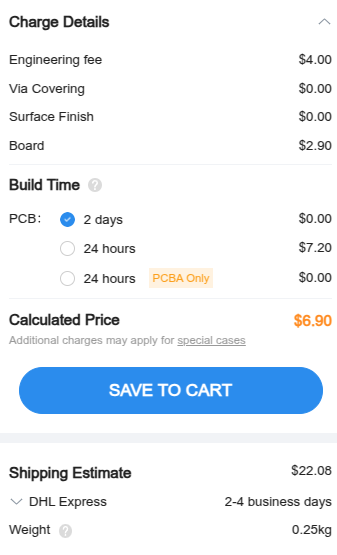 Charge Details
Engineering fee $4.00
Via Covering $0.00
Surface Finish $0.00
Board $2.90
Build Time ?
PCB: 2 days $0.00
24 hours $7.20
24 hours PCBA Only $0.00
Calculated Price $6.90
Additional charges may apply for special cases
SAVE TO CART
Shipping Estimate $22.08
DHL Express 2-4 business days
Weight ? 0.25kg